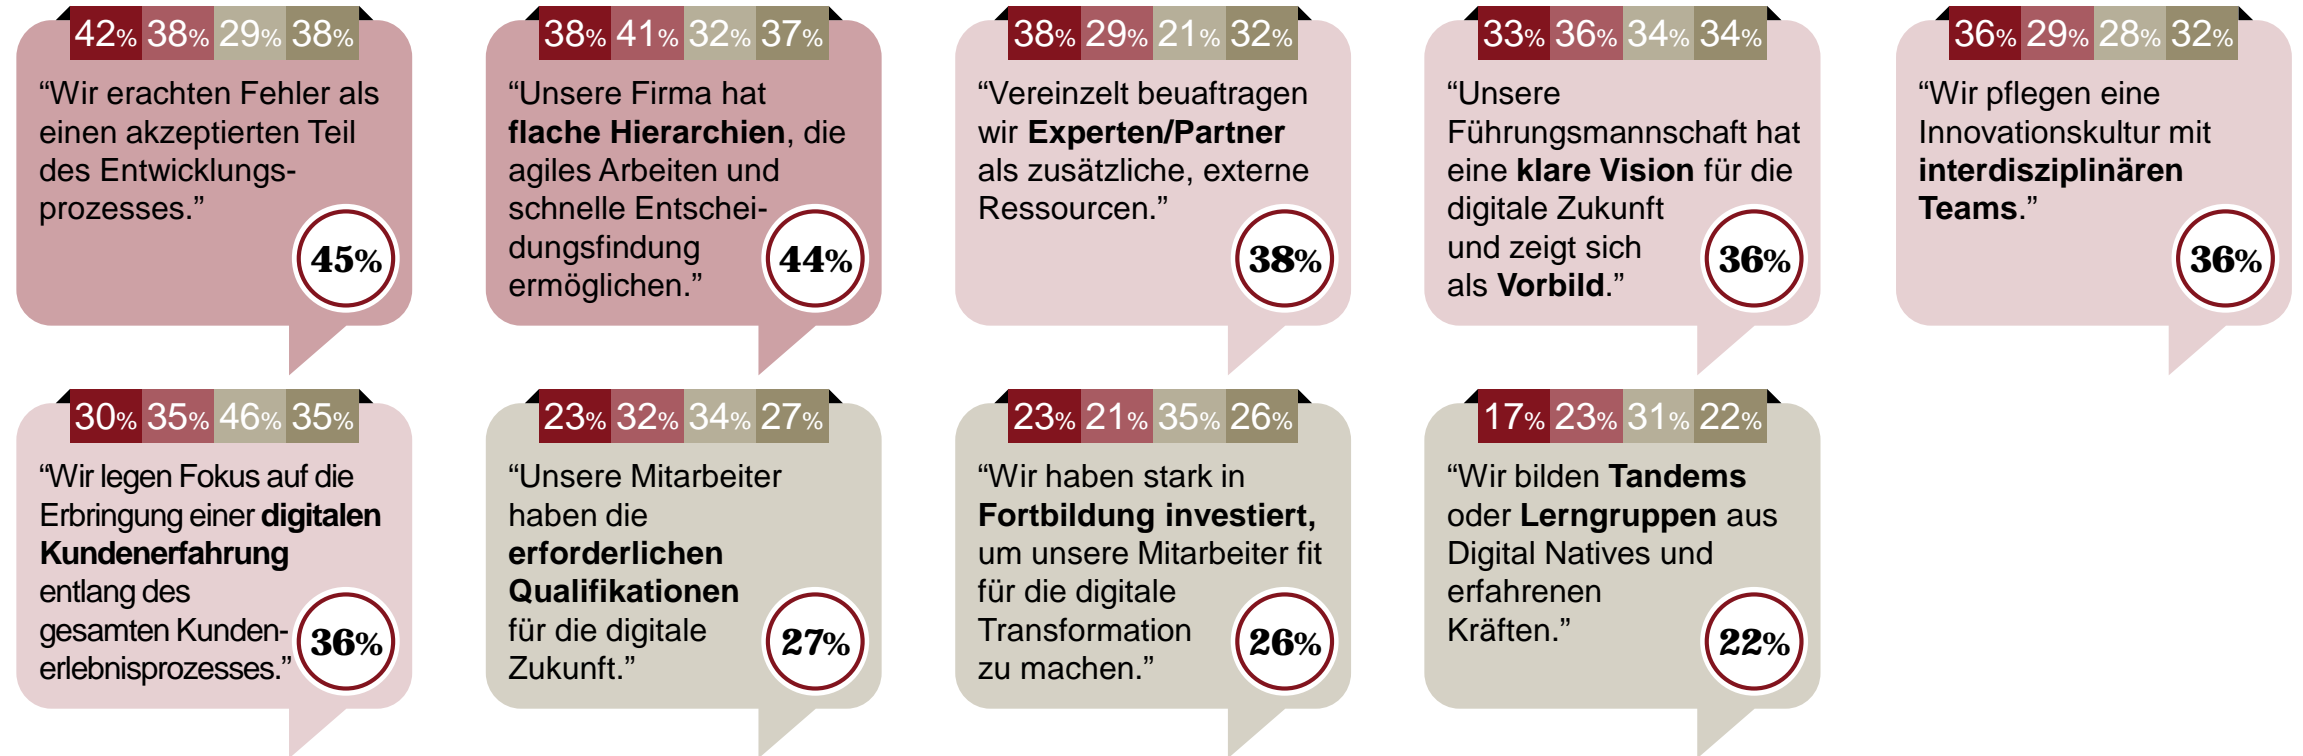 42% 38% 29% 38%
“Wir erachten Fehler als
einen akzeptierten Teil
des Entwicklungs-
prozesses.”
45%
38% 41% 32% 37%
“Unsere Firma hat
flache Hierarchien, die
agiles Arbeiten und
schnelle Entschei-
dungsfindung
ermöglichen.”
44%
38% 29% 21% 32%
“Vereinzelt beuaftragen
wir Experten/Partner
als zusätzliche, externe
Ressourcen.”
38%
33% 36% 34% 34%
“Unsere
Führungsmannschaft hat
eine klare Vision für die
digitale Zukunft
und zeigt sich
als Vorbild.”
36%
36% 29% 28% 32%
“Wir pflegen eine
Innovationskultur mit
interdisziplinären
Teams.”
36%
30% 35% 46% 35%
“Wir legen Fokus auf die
Erbringung einer digitalen
Kundenerfahrung
entlang des
gesamten Kunden-
erlebnisprozesses.”
36%
23% 32% 34% 27%
“Unsere Mitarbeiter
haben die
erforderlichen
Qualifikationen
für die digitale
Zukunft.”
27%
23% 21% 35% 26%
“Wir haben stark in
Fortbildung investiert,
um unsere Mitarbeiter fit
für die digitale
Transformation
zu machen.”
26%
17% 23% 31% 22%
“Wir bilden Tandems
oder Lerngruppen aus
Digital Natives und
erfahrenen
Kräften.”
22%